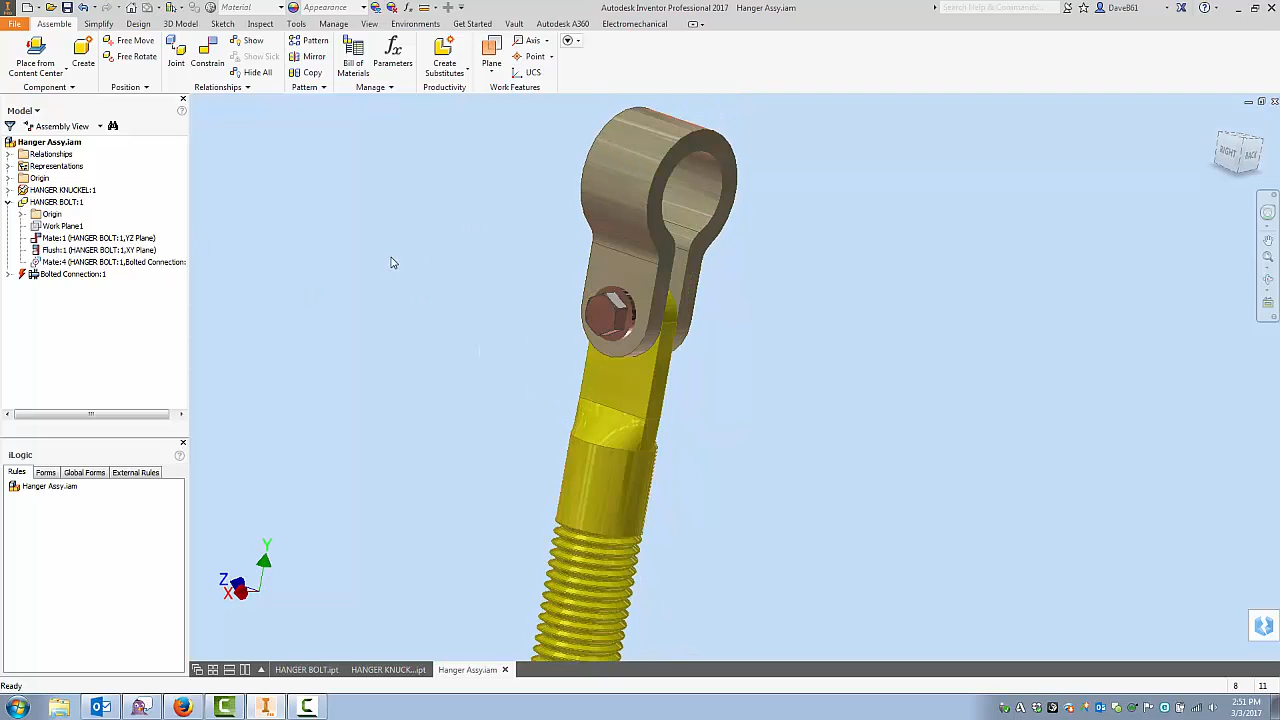 Material
Appearance
Autodesk Inventor Professional 2017 Hanger Assy.iam
Search Help & Commands...
DaveB61
File Assemble Simplify Design 3D Model Sketch Inspect Tools Manage View Environments Get Started Vault Autodesk A360 Electromechanical
Place from
Content Center
Create
Free Move
Free Rotate
Joint
Constrain
Show
Show Sick
Hide All
Pattern
Mirror
Copy
Bill of
Materials
Parameters
Create
Substitutes
Plane
Axis
Point
UCS
Component Position Relationships Pattern Manage Productivity Work Features
Model
Assembly View
Hanger Assy.iam
Relationships
Representations
Origin
HANGER KNUCKEL:1
HANGER BOLT:1
Origin
Work Plane1
Mate:1 (HANGER BOLT:1,YZ Plane)
Flush:1 (HANGER BOLT:1,XY Plane)
Mate:4 (HANGER BOLT:1,Bolted Connection:
Bolted Connection:1
iLogic
Rules Forms Global Forms External Rules
Hanger Assy.iam
RIGHT BACK
Y
Z
X
HANGER BOLT.ipt HANGER KNUCK...ipt Hanger Assy.iam
Ready
8 11
2:51 PM
3/3/2017